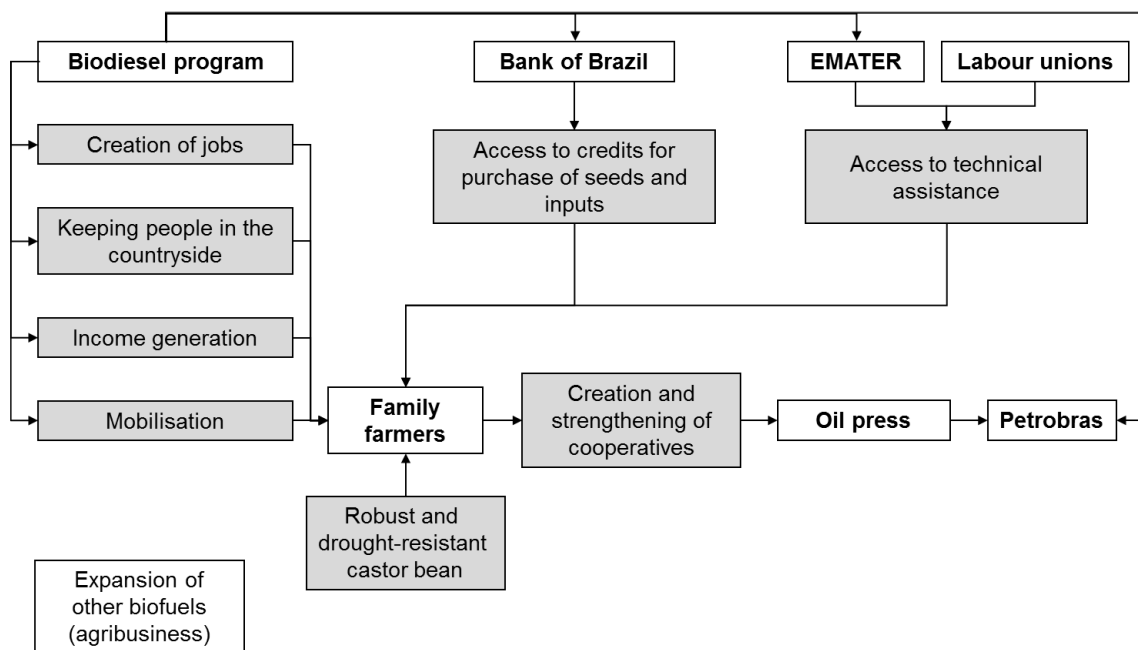 Biodiesel program
Bank of Brazil
EMATER
Labour unions
Creation of jobs
Access to credits for
purchase of seeds and
inputs
Access to technical
assistance
Keeping people in the
countryside
Income generation
Mobilisation
Family
farmers
Creation and
strengthening of
cooperatives
Oil press
Petrobras
Robust and
drought-resistant
castor bean
Expansion of
other biofuels
(agribusiness)